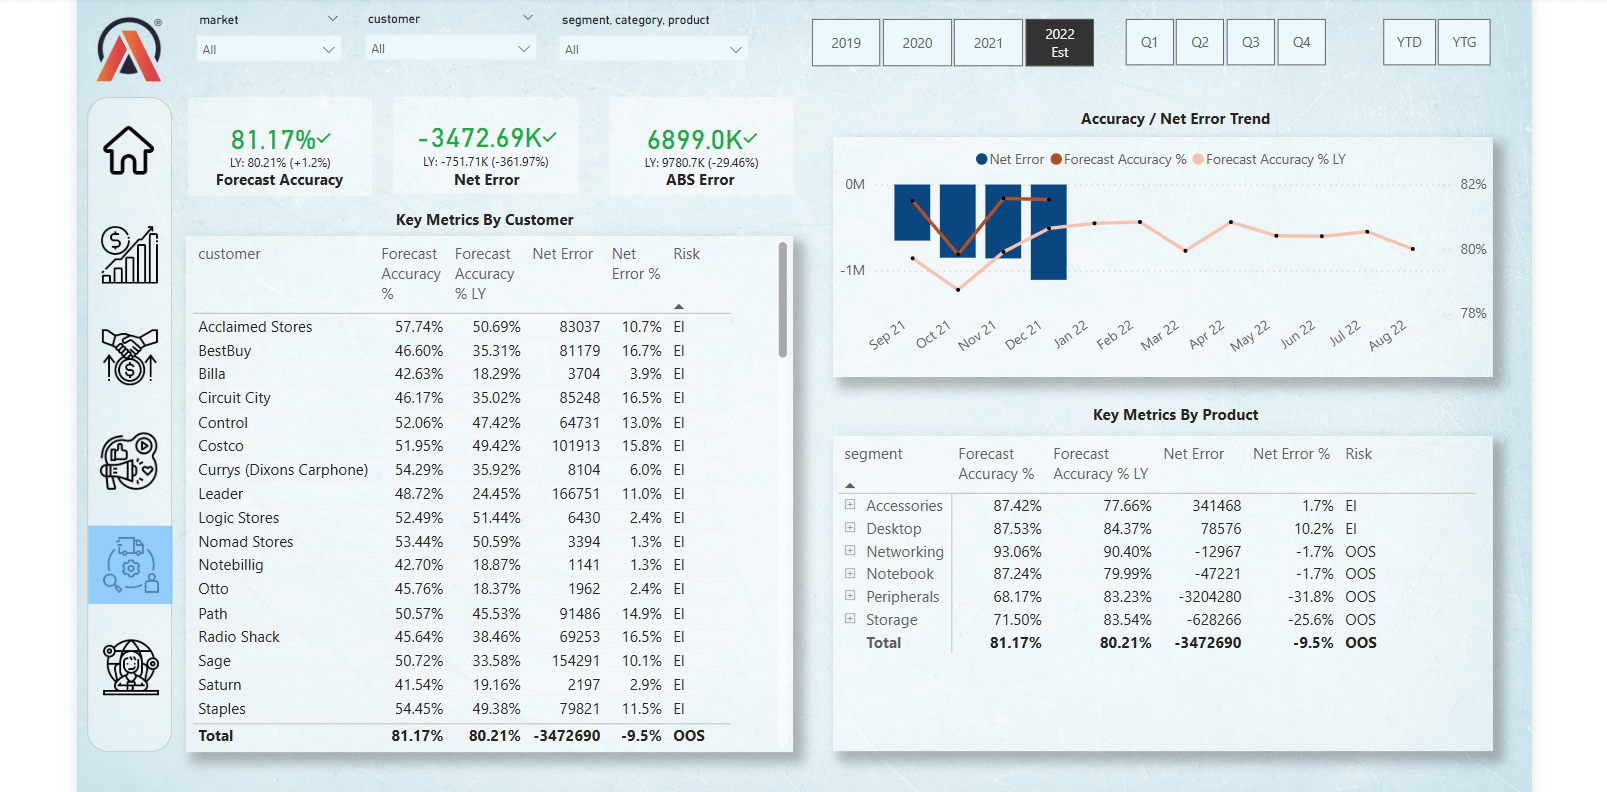 market
customer
segment, category, product
All
All
All
2019
2020
2021
2022
Est
Q1
Q2
Q3
Q4
YTD
YTG
®
81.17%
LY: 80.21% (+1.2%)
Forecast Accuracy
-3472.69K
LY: -751.71K (-361.97%)
Net Error
6899.0K
LY: 9780.7K (-29.46%)
ABS Error
Key Metrics By Customer
customer Forecast Accuracy % Forecast Accuracy % LY Net Error Net Error % Risk
Acclaimed Stores 57.74% 50.69% 83037 10.7% EI
BestBuy 46.60% 35.31% 81179 16.7% EI
Billa 42.63% 18.29% 3704 3.9% EI
Circuit City 46.17% 35.02% 85248 16.5% EI
Control 52.06% 47.42% 64731 13.0% EI
Costco 51.95% 49.42% 101913 15.8% EI
Currys (Dixons Carphone) 54.29% 35.92% 8104 6.0% EI
Leader 48.72% 24.45% 166751 11.0% EI
Logic Stores 52.49% 51.44% 6430 2.4% EI
Nomad Stores 53.44% 50.59% 3394 1.3% EI
Notebillig 42.70% 18.87% 1141 1.3% EI
Otto 45.76% 18.37% 1962 2.4% EI
Path 50.57% 45.53% 91486 14.9% EI
Radio Shack 45.64% 38.46% 69253 16.5% EI
Sage 50.72% 33.58% 154291 10.1% EI
Saturn 41.54% 19.16% 2197 2.9% EI
Staples 54.45% 49.38% 79821 11.5% EI
Total 81.17% 80.21% -3472690 -9.5% OOS
Accuracy / Net Error Trend
Net Error Forecast Accuracy % Forecast Accuracy % LY
0M
-1M
82%
80%
78%
Sep 21
Oct 21
Nov 21
Dec 21
Jan 22
Feb 22
Mar 22
Apr 22
May 22
Jun 22
Jul 22
Aug 22
Key Metrics By Product
segment Forecast Accuracy % Forecast Accuracy % LY Net Error Net Error % Risk
Accessories 87.42% 77.66% 341468 1.7% EI
Desktop 87.53% 84.37% 78576 10.2% EI
Networking 93.06% 90.40% -12967 -1.7% OOS
Notebook 87.24% 79.99% -47221 -1.7% OOS
Peripherals 68.17% 83.23% -3204280 -31.8% OOS
Storage 71.50% 83.54% -628266 -25.6% OOS
Total 81.17% 80.21% -3472690 -9.5% OOS